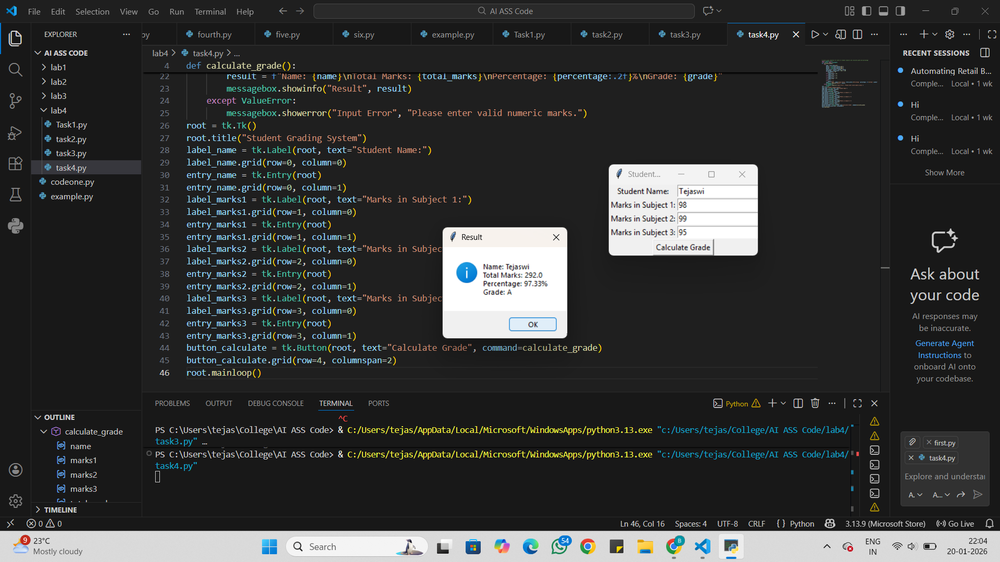 File Edit Selection View Go Run Terminal Help
AI ASS Code
EXPLORER
AI ASS CODE
lab1
lab2
lab3
lab4
Task1.py
task2.py
task3.py
task4.py
codeone.py
example.py
OUTLINE
calculate_grade
name
marks1
marks2
marks3
TIMELINE
py fourth.py five.py six.py example.py Task1.py task2.py task3.py task4.py
lab4 > task4.py > ...
4 def calculate_grade():
22 result = f"Name: {name}\nTotal Marks: {total_marks}\nPercentage: {percentage:.2f}%\nGrade: {grade}"
23 messagebox.showinfo("Result", result)
24 except ValueError:
25 messagebox.showerror("Input Error", "Please enter valid numeric marks.")
26 root = tk.Tk()
27 root.title("Student Grading System")
28 label_name = tk.Label(root, text="Student Name:")
29 label_name.grid(row=0, column=0)
30 entry_name = tk.Entry(root)
31 entry_name.grid(row=0, column=1)
32 label_marks1 = tk.Label(root, text="Marks in Subject 1:")
33 label_marks1.grid(row=1, column=0)
34 entry_marks1 = tk.Entry(root)
35 entry_marks1.grid(row=1, column=1)
36 label_marks2 = tk.Label(root, text="Marks in Subjec
37 label_marks2.grid(row=2, column=0)
38 entry_marks2 = tk.Entry(root)
39 entry_marks2.grid(row=2, column=1)
40 label_marks3 = tk.Label(root, text="Marks in Subjec
41 label_marks3.grid(row=3, column=0)
42 entry_marks3 = tk.Entry(root)
43 entry_marks3.grid(row=3, column=1)
44 button_calculate = tk.Button(root, text="Calculate Grade", command=calculate_grade)
45 button_calculate.grid(row=4, columnspan=2)
46 root.mainloop()
Result
Name: Tejaswi
Total Marks: 292.0
Percentage: 97.33%
Grade: A
OK
Student...
Student Name: Tejaswi
Marks in Subject 1: 98
Marks in Subject 2: 99
Marks in Subject 3: 95
Calculate Grade
PROBLEMS OUTPUT DEBUG CONSOLE TERMINAL PORTS
Python
^C
PS C:\Users\tejas\College\AI ASS Code> & C:/Users/tejas/AppData/Local/Microsoft/WindowsApps/python3.13.exe "c:/Users/tejas/College/AI ASS Code/lab4/
task3.py" ...
PS C:\Users\tejas\College\AI ASS Code> & C:/Users/tejas/AppData/Local/Microsoft/WindowsApps/python3.13.exe "c:/Users/tejas/College/AI ASS Code/lab4/
task4.py"
RECENT SESSIONS
Automating Retail B...
Comple... Local • 1 wk
Hi
Comple... Local • 1 wk
Hi
Comple... Local • 1 wk
Show More
Ask about
your code
AI responses may
be inaccurate.
Generate Agent
Instructions to
onboard AI onto
your codebase.
first.py
task4.py
Explore and understa
A. A...
0 0
Ln 46, Col 16 Spaces: 4 UTF-8 CRLF {} Python 3.13.9 (Microsoft Store) Go Live
9
23°C
Mostly cloudy
Search
54
B
ENG
IN
22:04
20-01-2026